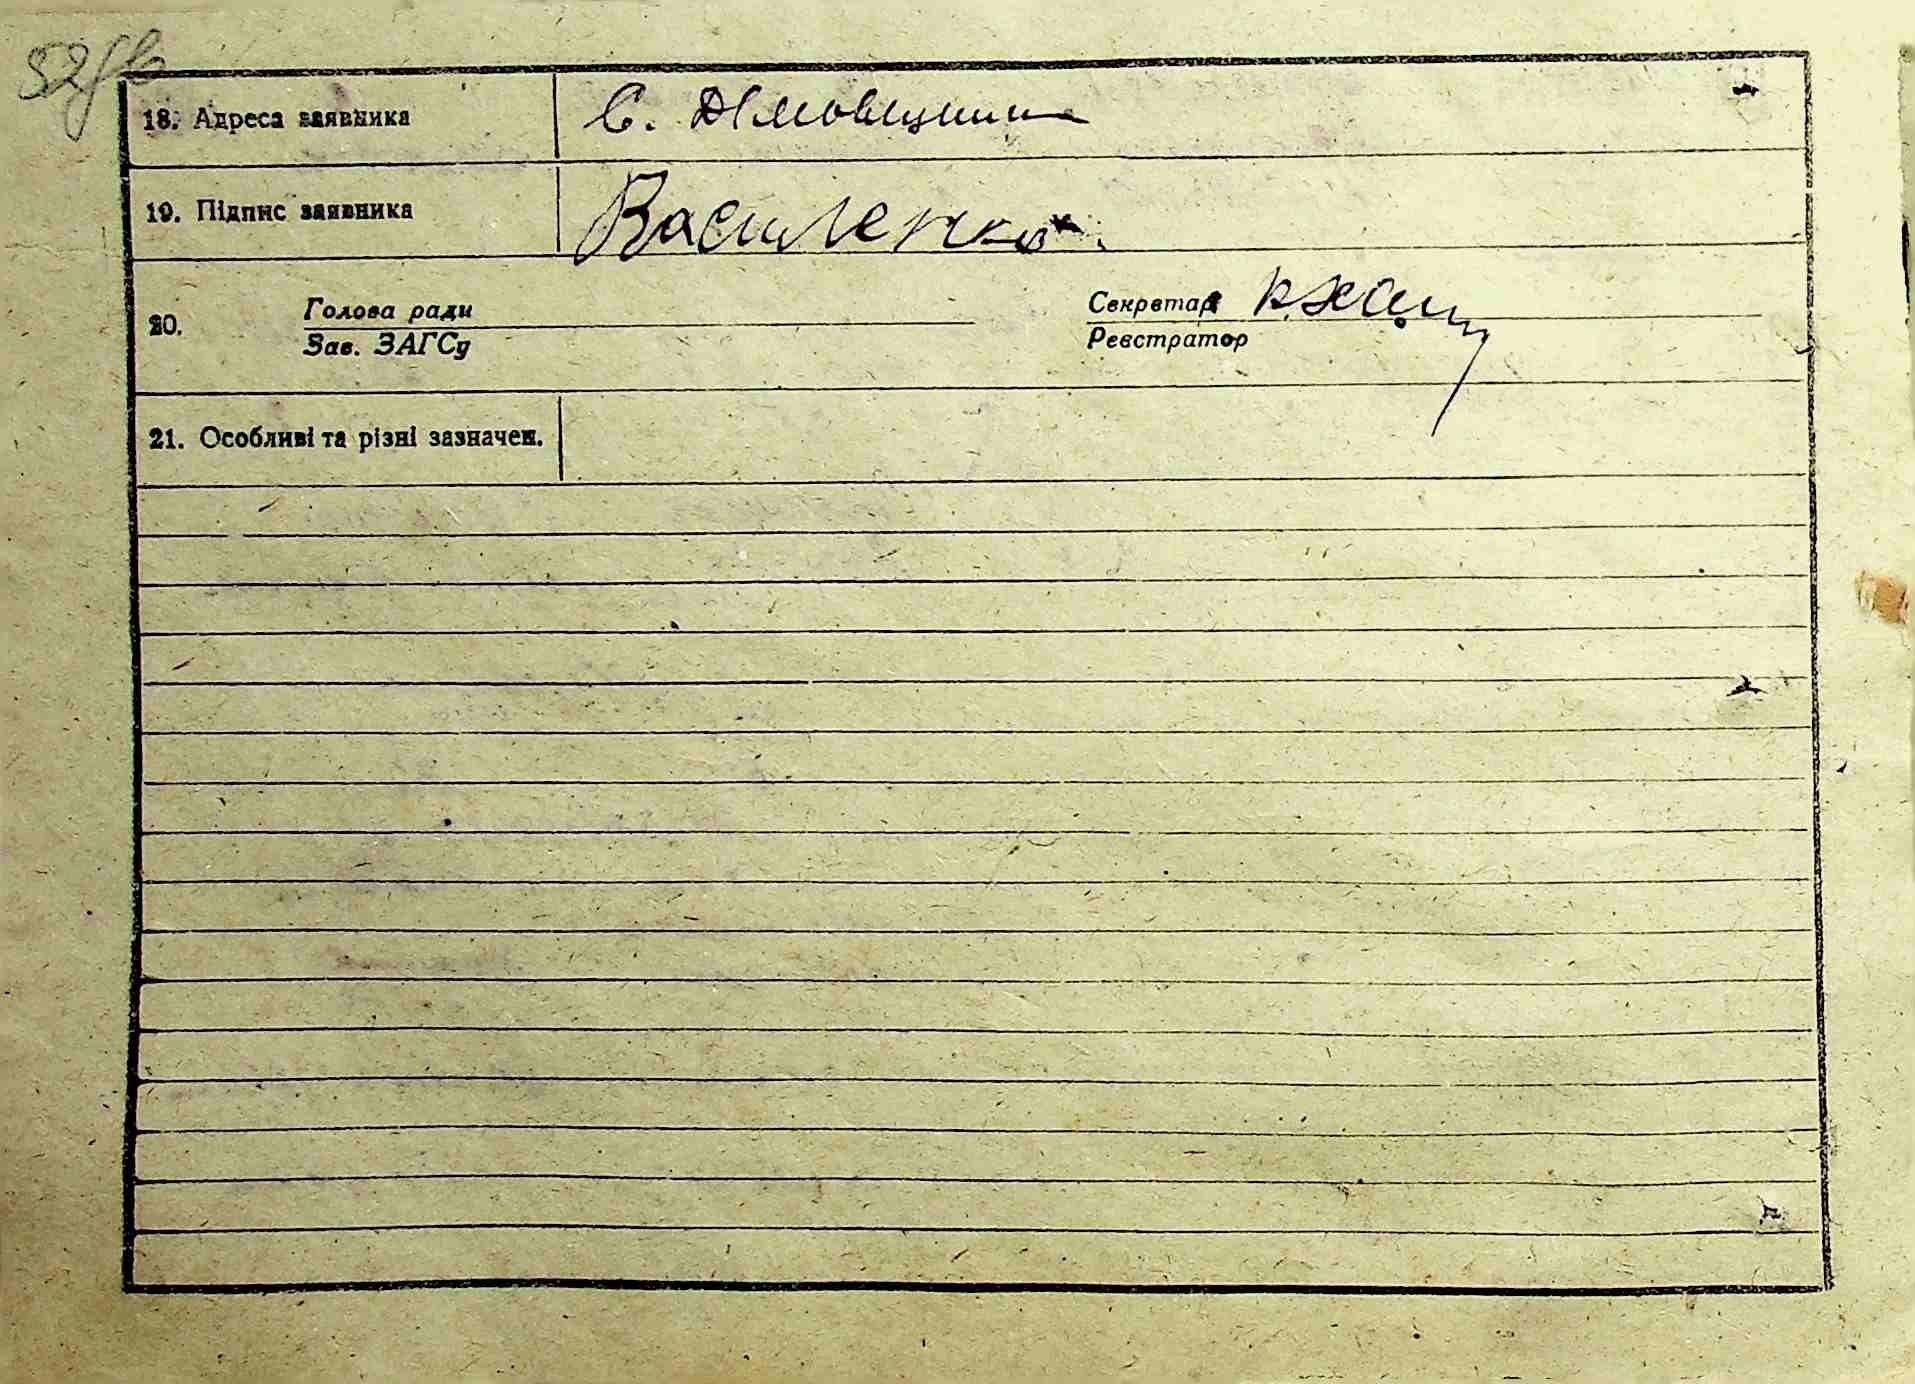 52
18. Адреса заявника С. Дімовщина
19. Підпис заявника Василенко
20. Голова ради Секретар
Зав. ЗАГСу Реєстратор
21. Особливі та різні зазначен.